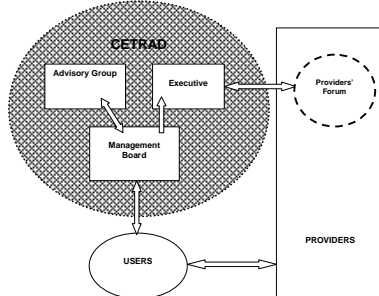 CETRAD
Advisory Group
Executive
Providers'
Forum
Management
Board
PROVIDERS
USERS